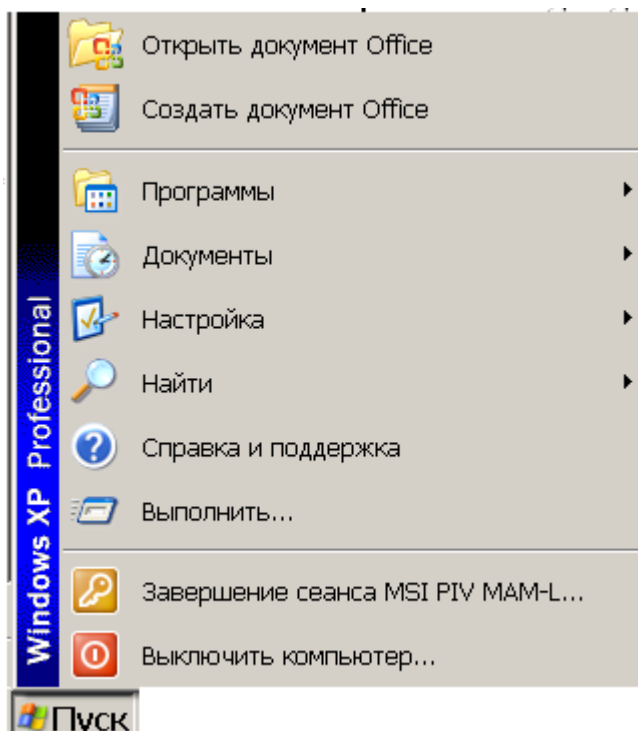 Открыть документ Office
Создать документ Office
Программы
Документы
Настройка
Найти
Справка и поддержка
Выполнить...
Завершение сеанса MSI PIV MAM-L...
Выключить компьютер...
Windows XP Professional
Пуск